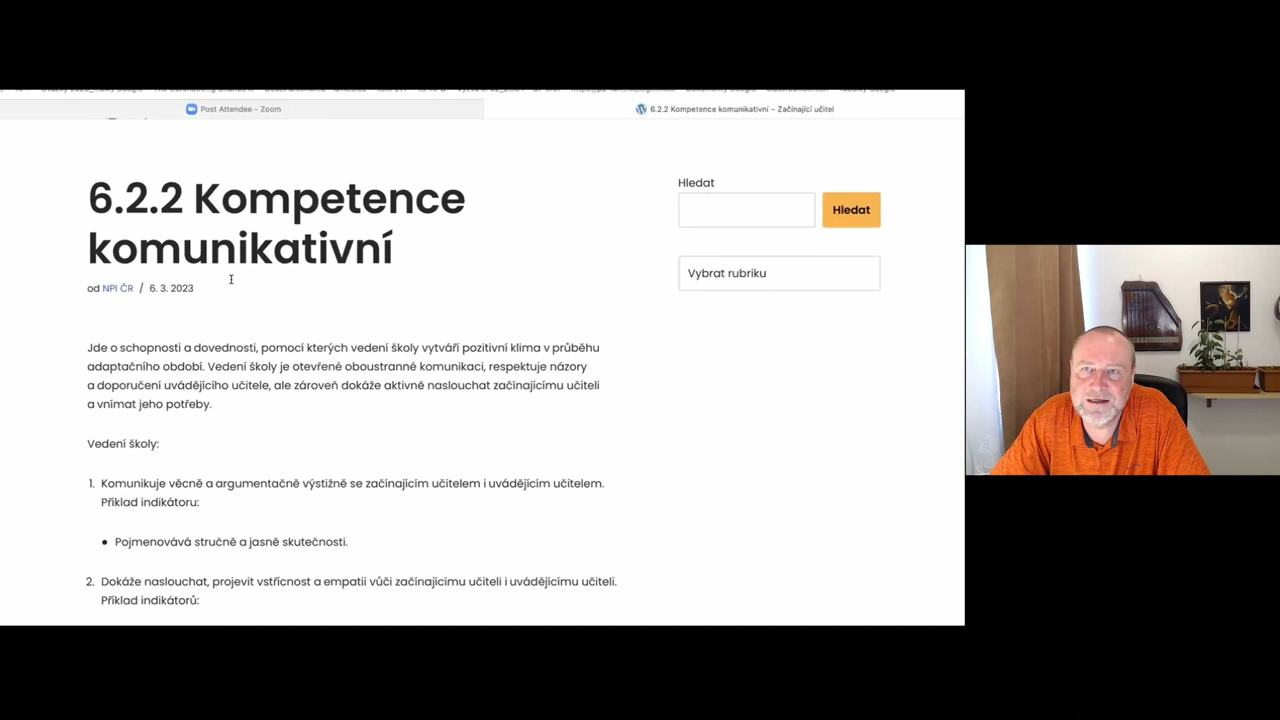 Post Attendee - Zoom
6.2.2 Kompetence komunikativní – Začínající učitel
6.2.2 Kompetence
komunikativní
od NPI ČR / 6. 3. 2023
Hledat
Hledat
Vybrat rubriku
Jde o schopnosti a dovednosti, pomocí kterých vedení školy vytváří pozitivní klima v průběhu
adaptačního období. Vedení školy je otevřené oboustranné komunikaci, respektuje názory
a doporučení uvádějícího učitele, ale zároveň dokáže aktivně naslouchat začínajícímu učiteli
a vnímat jeho potřeby.
Vedení školy:
1. Komunikuje věcně a argumentačně výstižně se začínajícím učitelem i uvádějícím učitelem.
Příklad indikátoru:
● Pojmenovává stručně a jasně skutečnosti.
2. Dokáže naslouchat, projevit vstřícnost a empatii vůči začínajícímu učiteli i uvádějícímu učiteli.
Příklad indikátorů: